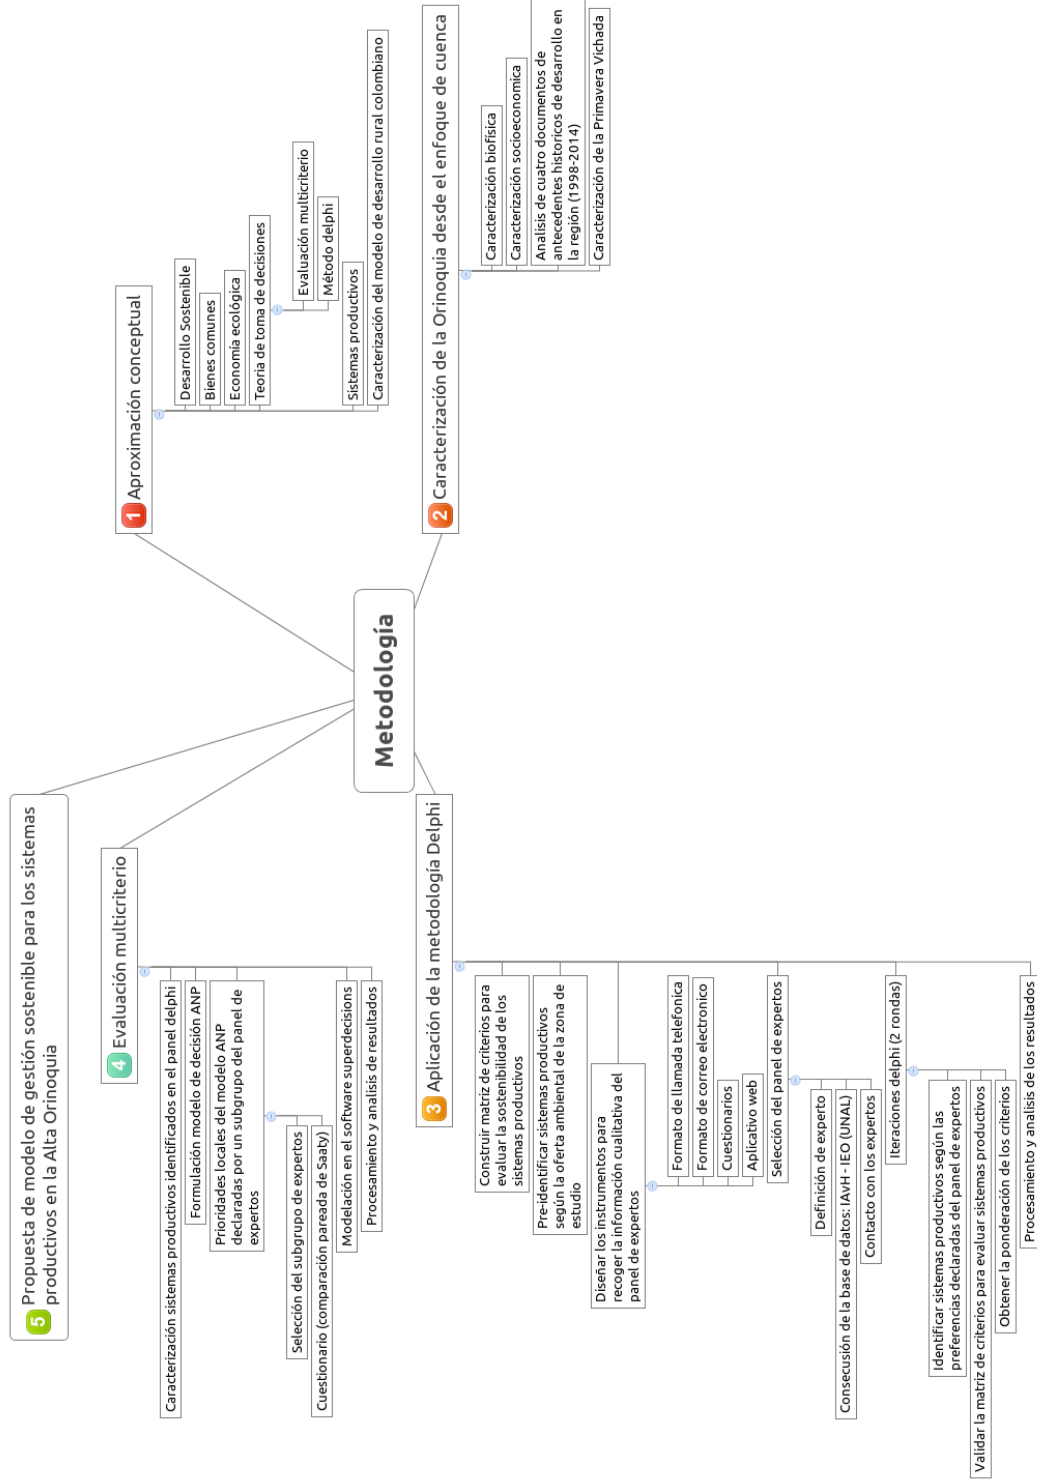 Metodología
1 Aproximación conceptual
Desarrollo Sostenible
Bienes comunes
Economía ecológica
Teoria de toma de decisiones
Evaluación multicriterio
Método delphi
Sistemas productivos
Caracterización del modelo de desarrollo rural colombiano
2 Caracterización de la Orinoquia desde el enfoque de cuenca
Caracterización biofísica
Caracterización socioeconomica
Analisis de cuatro documentos de
antecedentes historicos de desarrollo en
la región (1998-2014)
Caracterización de la Primavera Vichada
3 Aplicación de la metodología Delphi
Construir matriz de criterios para
evaluar la sostenibilidad de los
sistemas productivos
Pre-identificar sistemas productivos
según la oferta ambiental de la zona de
estudio
Diseñar los instrumentos para
recoger la información cualitativa del
panel de expertos
Formato de llamada telefonica
Formato de correo electronico
Cuestionarios
Aplicativo web
Selección del panel de expertos
Definición de experto
Consecusión de la base de datos: IAvH - IEO (UNAL)
Contacto con los expertos
Iteraciones delphi (2 rondas)
Identificar sistemas productivos según las
preferencias declaradas del panel de expertos
Validar la matriz de criterios para evaluar sistemas productivos
Obtener la ponderación de los criterios
Procesamiento y analisis de los resultados
4 Evaluación multicriterio
Caracterización sistemas productivos identificados en el panel delphi
Formulación modelo de decisión ANP
Prioridades locales del modelo ANP
declaradas por un subgrupo del panel de
expertos
Selección del subgrupo de expertos
Cuestionario (comparación pareada de Saaty)
Modelación en el software superdecisions
Procesamiento y analisis de resultados
5 Propuesta de modelo de gestión sostenible para los sistemas
productivos en la Alta Orinoquia